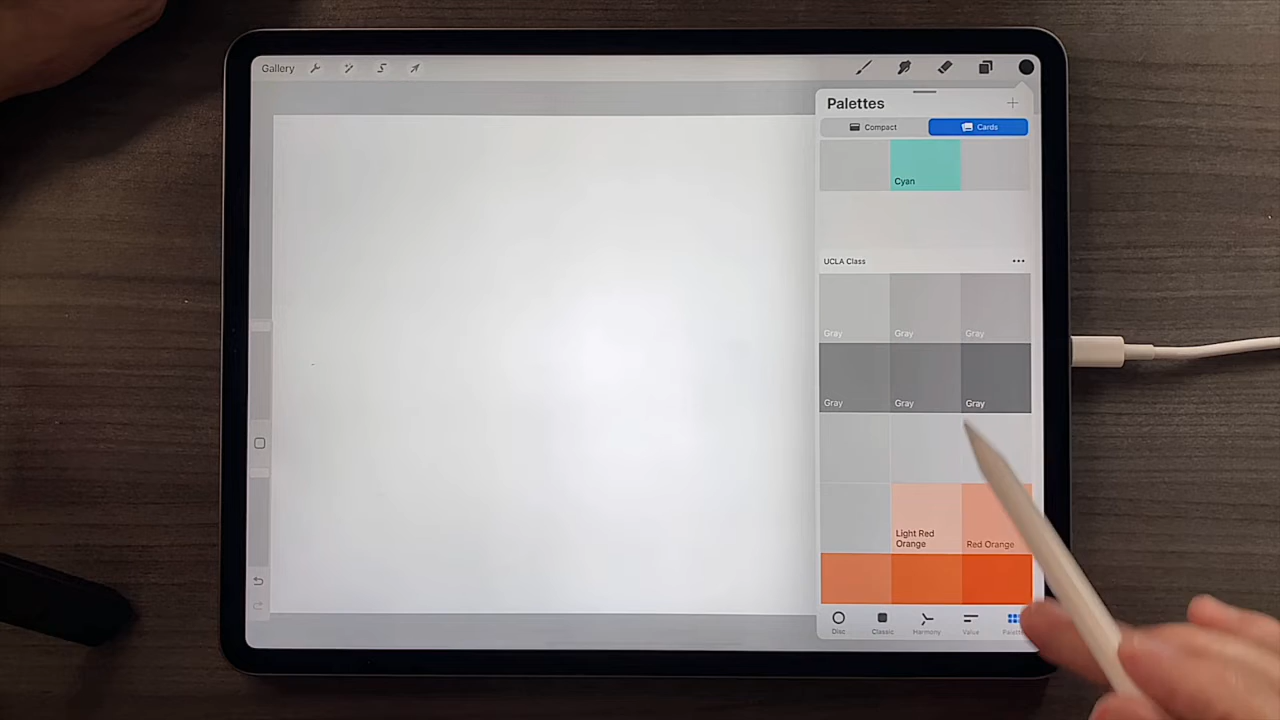 Gallery
Palettes
Compact
Cards
Cyan
UCLA Class
Gray
Gray
Gray
Gray
Gray
Gray
Light Red
Orange
Red Orange
Disc
Classic
Harmony
Value